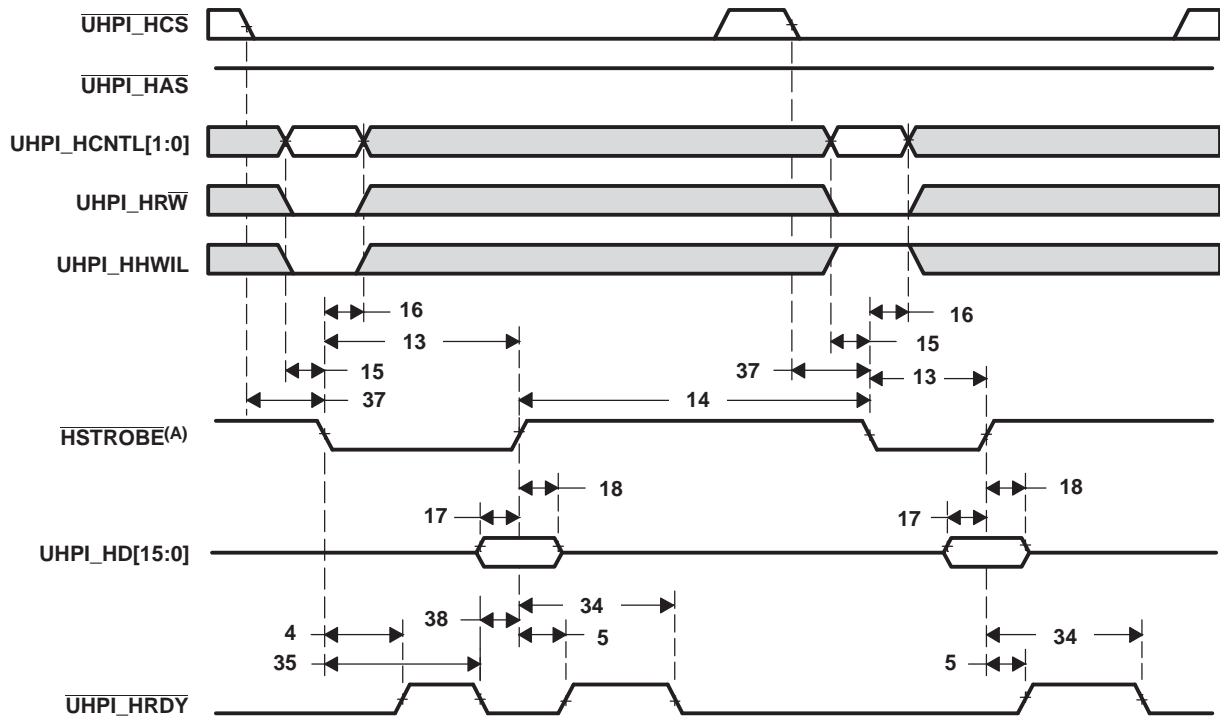 UHPI_HCS
UHPI_HAS
UHPI_HCNTL[1:0]
UHPI_HRW
UHPI_HHWIL
16
16
13
15
15
37
13
37
14
HSTROBE(A)
18
18
17
17
UHPI_HD[15:0]
34
38
4
5
34
35
5
UHPI_HRDY